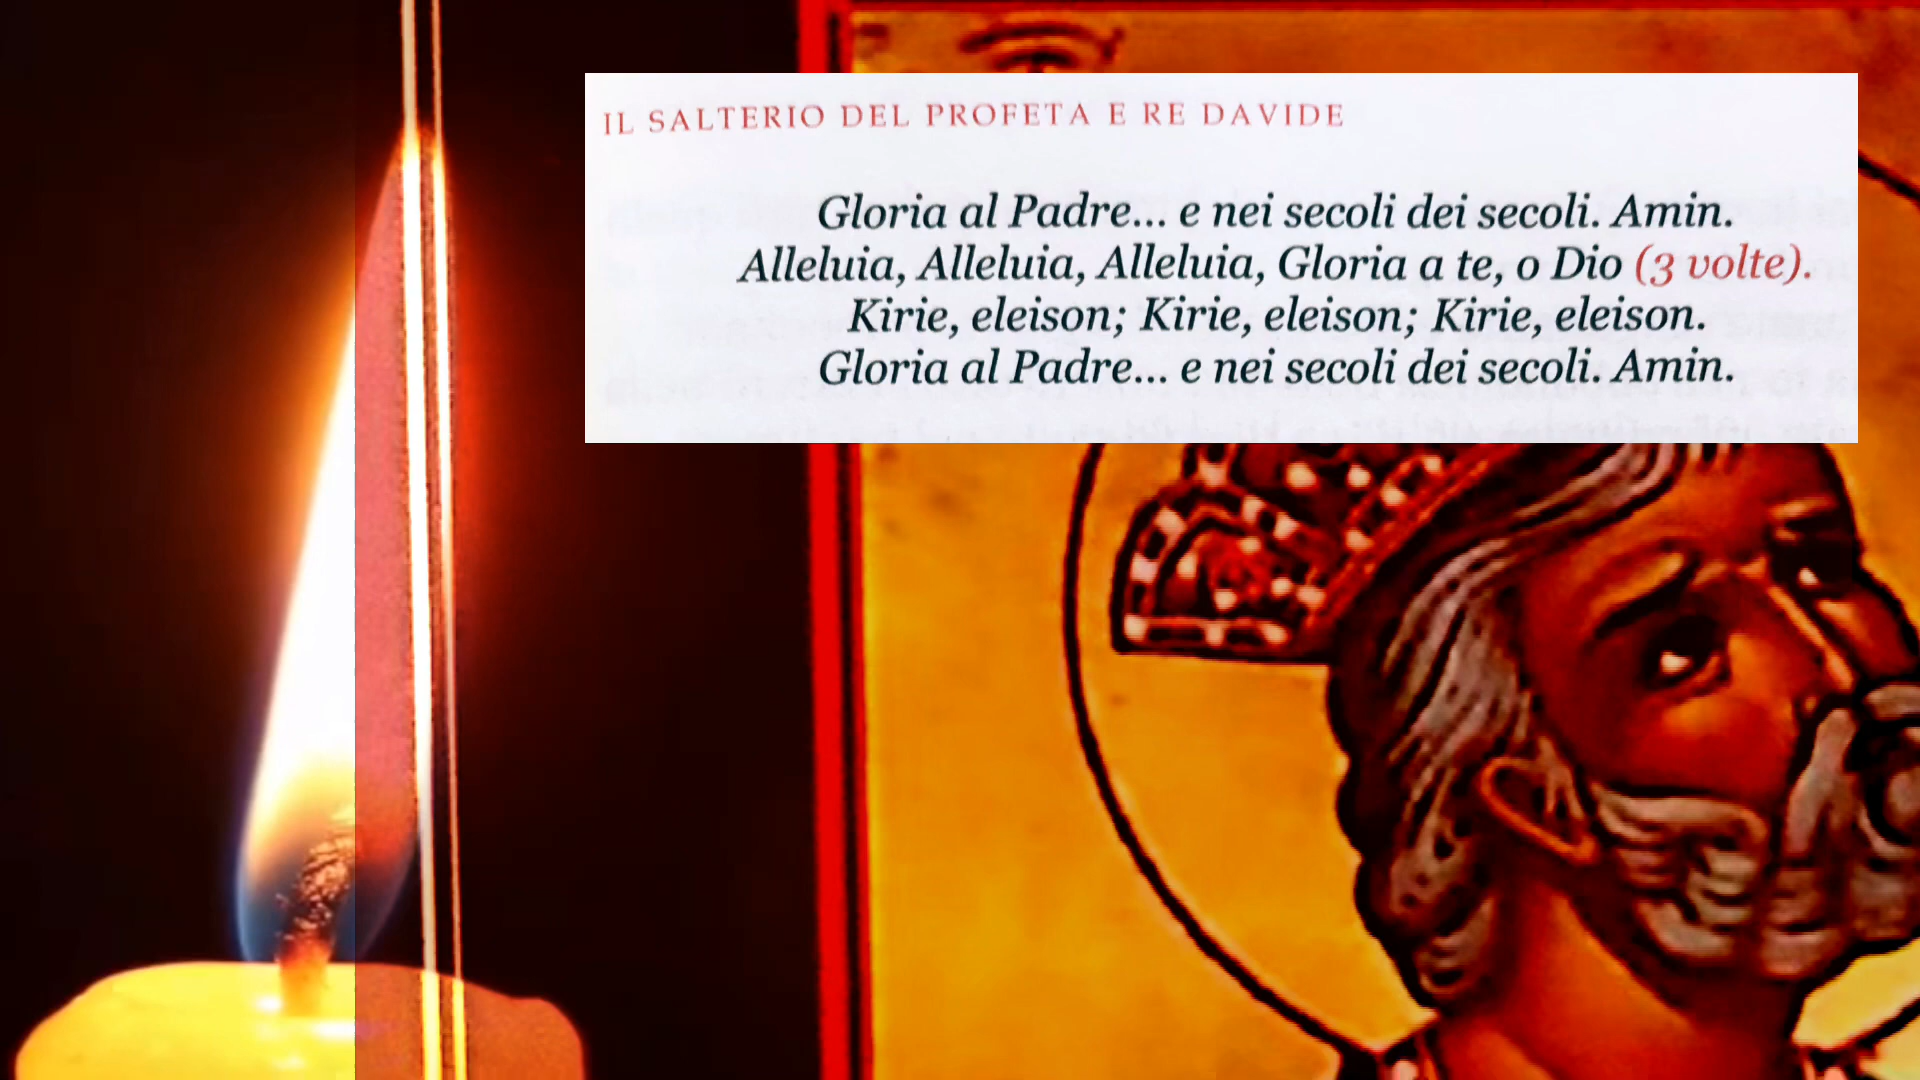 IL SALTERIO DEL PROFETA E RE DAVIDE
Gloria al Padre... e nei secoli dei secoli. Amin.
Alleluia, Alleluia, Alleluia, Gloria a te, o Dio (3 volte).
Kirie, eleison; Kirie, eleison; Kirie, eleison.
Gloria al Padre... e nei secoli dei secoli. Amin.